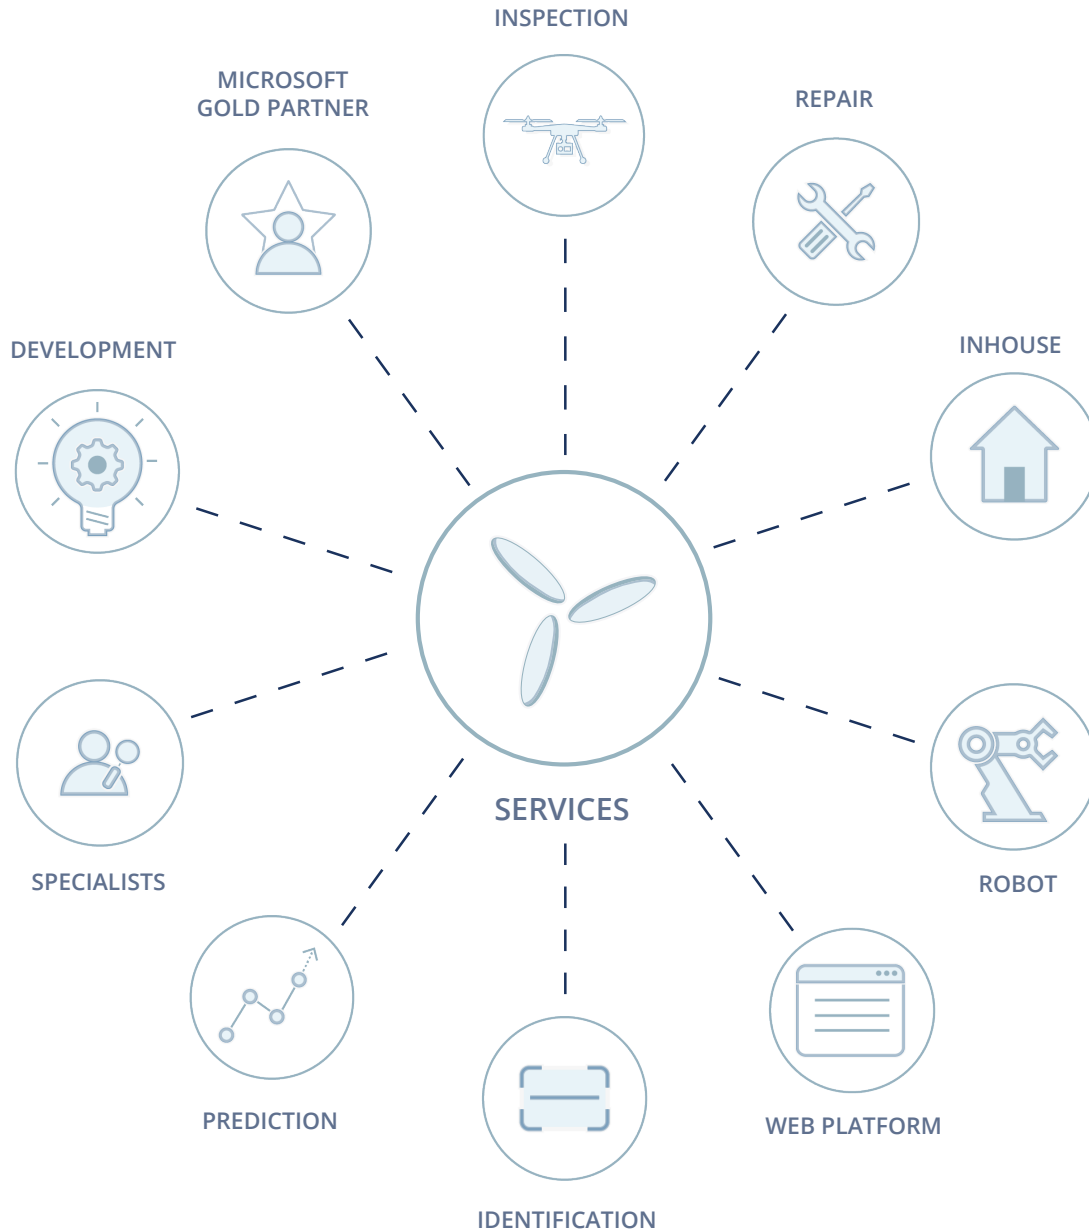 INSPECTION
MICROSOFT
GOLD PARTNER
REPAIR
INHOUSE
DEVELOPMENT
SERVICES
SPECIALISTS
ROBOT
PREDICTION
WEB PLATFORM
IDENTIFICATION